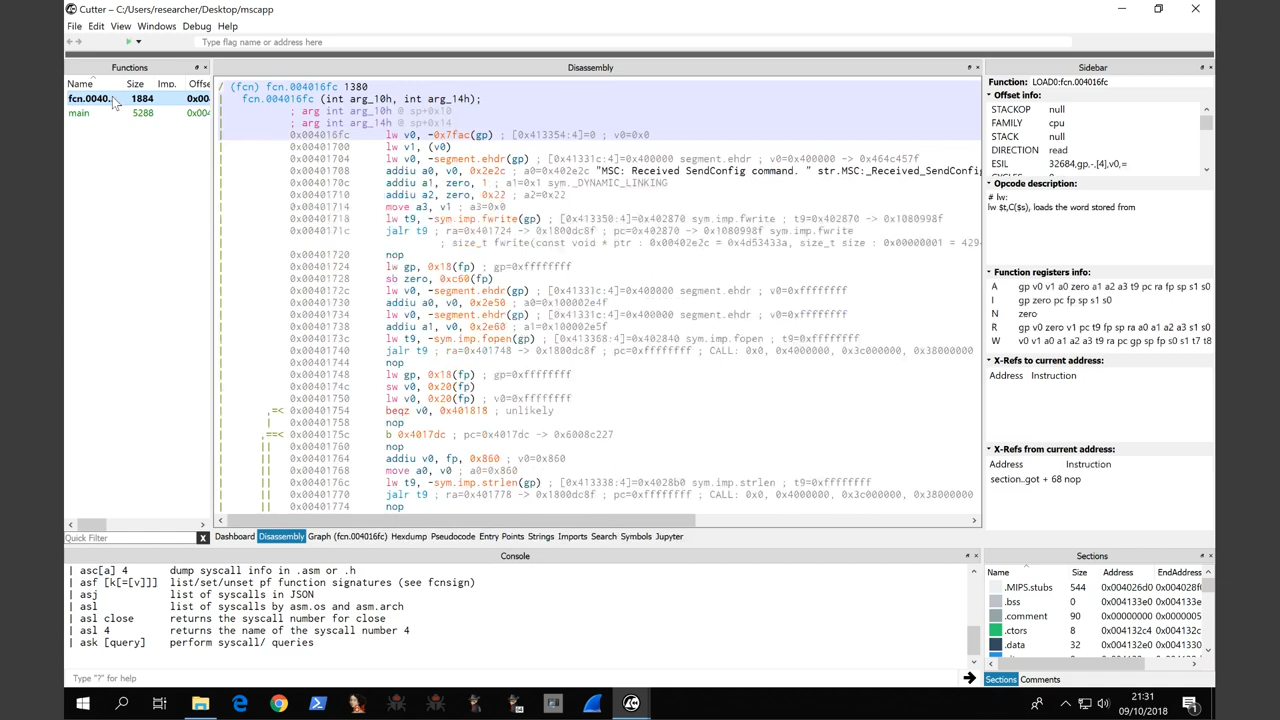 Cutter – C:/Users/researcher/Desktop/mscapp
File Edit View Windows Debug Help
Type flag name or address here
Functions
Name Size Imp. Offse
fcn.0040... 1884 0x00
main 5288 0x004
Quick Filter X
Disassembly
/ (fcn) fcn.004016fc 1380
fcn.004016fc (int arg_10h, int arg_14h);
; arg int arg_10h @ sp+0x10
; arg int arg_14h @ sp+0x14
0x004016fc lw v0, -0x7fac(gp) ; [0x413354:4]=0 ; v0=0x0
0x00401700 lw v1, (v0)
0x00401704 lw v0, -segment.ehdr(gp) ; [0x41331c:4]=0x400000 segment.ehdr ; v0=0x400000 -> 0x464c457f
0x00401708 addiu a0, v0, 0x2e2c ; a0=0x402e2c "MSC: Received SendConfig command. " str.MSC:_Received_SendConfig
0x0040170c addiu a1, zero, 1 ; a1=0x1 sym._DYNAMIC_LINKING
0x00401710 addiu a2, zero, 0x22 ; a2=0x22
0x00401714 move a3, v1 ; a3=0x0
0x00401718 lw t9, -sym.imp.fwrite(gp) ; [0x413350:4]=0x402870 sym.imp.fwrite ; t9=0x402870 -> 0x1080998f
0x0040171c jalr t9 ; ra=0x401724 -> 0x1800dc8f ; pc=0x402870 -> 0x1080998f sym.imp.fwrite
; size_t fwrite(const void * ptr : 0x00402e2c = 0x4d53433a, size_t size : 0x00000001 = 429
0x00401720 nop
0x00401724 lw gp, 0x18(fp) ; gp=0xffffffff
0x00401728 sb zero, 0xc60(fp)
0x0040172c lw v0, -segment.ehdr(gp) ; [0x41331c:4]=0x400000 segment.ehdr ; v0=0xffffffff
0x00401730 addiu a0, v0, 0x2e50 ; a0=0x100002e4f
0x00401734 lw v0, -segment.ehdr(gp) ; [0x41331c:4]=0x400000 segment.ehdr ; v0=0xffffffff
0x00401738 addiu a1, v0, 0x2e60 ; a1=0x100002e5f
0x0040173c lw t9, -sym.imp.fopen(gp) ; [0x413368:4]=0x402840 sym.imp.fopen ; t9=0xffffffff
0x00401740 jalr t9 ; ra=0x401748 -> 0x1800dc8f ; pc=0xffffffff ; CALL: 0x0, 0x4000000, 0x3c000000, 0x38000000
0x00401744 nop
0x00401748 lw gp, 0x18(fp) ; gp=0xffffffff
0x0040174c sw v0, 0x20(fp)
0x00401750 lw v0, 0x20(fp) ; v0=0xffffffff
,=< 0x00401754 beqz v0, 0x401818 ; unlikely
| 0x00401758 nop
,==< 0x0040175c b 0x4017dc ; pc=0x4017dc -> 0x6008c227
|| 0x00401760 nop
|| 0x00401764 addiu v0, fp, 0x860 ; v0=0x860
|| 0x00401768 move a0, v0 ; a0=0x860
|| 0x0040176c lw t9, -sym.imp.strlen(gp) ; [0x413338:4]=0x4028b0 sym.imp.strlen ; t9=0xffffffff
|| 0x00401770 jalr t9 ; ra=0x401778 -> 0x1800dc8f ; pc=0xffffffff ; CALL: 0x0, 0x4000000, 0x3c000000, 0x38000000
|| 0x00401774 nop
Dashboard Disassembly Graph (fcn.004016fc) Hexdump Pseudocode Entry Points Strings Imports Search Symbols Jupyter
Sidebar
Function: LOAD0:fcn.004016fc
Offset info:
STACKOP null
FAMILY cpu
STACK null
DIRECTION read
ESIL 32684,gp,-,[4],v0,=
Opcode description:
# lw:
lw $t,C($s), loads the word stored from
Function registers info:
A gp v0 v1 a0 zero a1 a2 a3 t9 pc ra fp sp s1
I gp zero pc fp sp s1 s0
N zero
R gp v0 zero v1 pc t9 fp sp ra a0 a1 a2 a3 s1 s0
W v0 v1 a0 a1 a2 a3 t9 ra pc gp sp fp s0 s1 t7 t8
X-Refs to current address:
Address Instruction
X-Refs from current address:
Address Instruction
section..got + 68 nop
Console
| asc[a] 4 dump syscall info in .asm or .h
| asf [k[=[v]]] list/set/unset pf function signatures (see fcnsign)
| asj list of syscalls in JSON
| asl list of syscalls by asm.os and asm.arch
| asl close returns the syscall number for close
| asl 4 returns the name of the syscall number 4
| ask [query] perform syscall/ queries
Type "?" for help
Sections
Name Size Address EndAddress
.MIPS.stubs 544 0x004026d0 0x004028f0
.bss 0 0x004133e0 0x004133e
.comment 90 0x00000000 0x0000005
.ctors 8 0x004132c4 0x004132c
.data 32 0x004132e0 0x0041330
Sections Comments
21:31
09/10/2018
1